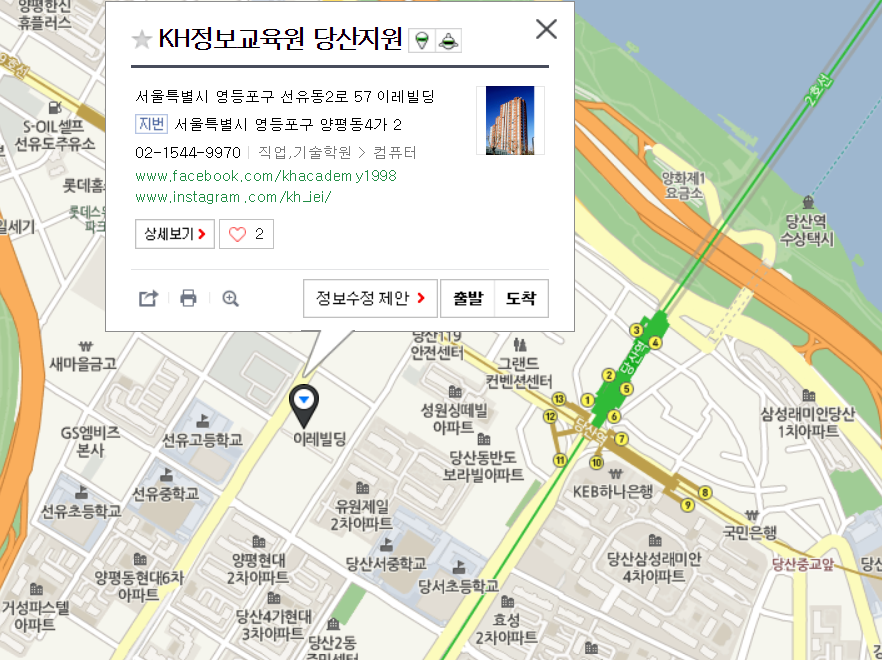 KH정보교육원 당산지원
서울특별시 영등포구 선유동2로 57 이레빌딩
지번 서울특별시 영등포구 양평동4가 2
02-1544-9970 | 직업,기술학원 > 컴퓨터
www.facebook.com/khacademy1998
www.instagram.com/kh_iei/
상세보기 >
2
정보수정 제안 >
출발
도착
양평한신
휴플러스
9호선
S-OIL셀프
선유도주유소
2호선
양화제1
요금소
당산역
수상택시
새마을금고
당산119
안전센터
그랜드
컨벤션센터
3
4
당산역
2
5
1
6
13
12
당산역
7
11
10
8
9
성원싱떼빌
아파트
삼성래미안당산
1차아파트
GS엠비즈
본사
선유고등학교
이레빌딩
당산동반도
보라빌아파트
KEB하나은행
선유중학교
선유초등학교
유원제일
2차아파트
국민은행
양평현대
2차아파트
당산서중학교
당산삼성래미안
4차아파트
당산중교앞
양평동현대6차
아파트
당서초등학교
거성파스텔
아파트
당산4가현대
3차아파트
효성
2차아파트
당산2동
주민센터